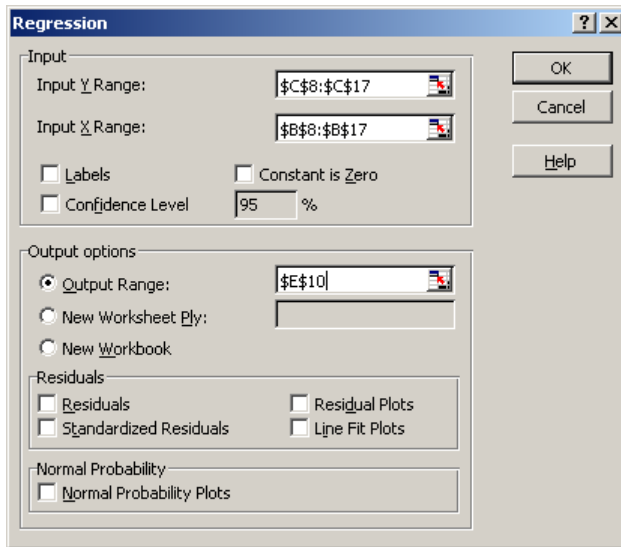 Regression
Input
Input Y Range: $C$8:$C$17
Input X Range: $B$8:$B$17
Labels Constant is Zero
Confidence Level 95 %
OK
Cancel
Help
Output options
Output Range: $E$10
New Worksheet Ply:
New Workbook
Residuals
Residuals Residual Plots
Standardized Residuals Line Fit Plots
Normal Probability
Normal Probability Plots